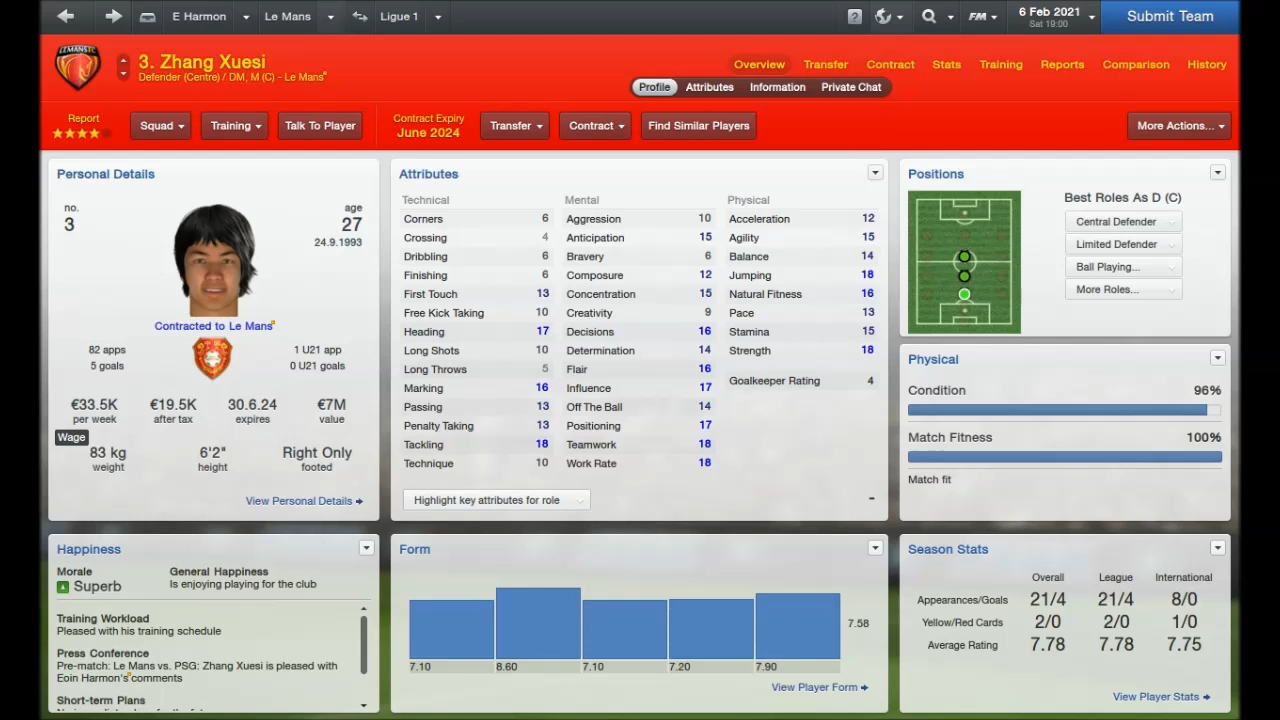 E Harmon
Le Mans
Ligue 1
?
FM
6 Feb 2021
Sat 19:00
Submit Team
LE MANS FC
3. Zhang Xuesi
Defender (Centre) / DM, M (C) - Le Mans
Overview
Transfer
Contract
Stats
Training
Reports
Comparison
History
Profile
Attributes
Information
Private Chat
Report
Squad
Training
Talk To Player
Contract Expiry
June 2024
Transfer
Contract
Find Similar Players
More Actions...
Personal Details
no.
3
age
27
24.9.1993
Contracted to Le Mans
82 apps
5 goals
1 U21 app
0 U21 goals
€33.5K
per week
€19.5K
after tax
30.6.24
expires
€7M
value
Wage
83 kg
weight
6'2"
height
Right Only
footed
View Personal Details
Attributes
Technical
Corners 6
Crossing 4
Dribbling 6
Finishing 6
First Touch 13
Free Kick Taking 10
Heading 17
Long Shots 10
Long Throws 5
Marking 16
Passing 13
Penalty Taking 13
Tackling 18
Technique 10
Mental
Aggression 10
Anticipation 15
Bravery 6
Composure 12
Concentration 15
Creativity 9
Decisions 16
Determination 14
Flair 16
Influence 17
Off The Ball 14
Positioning 17
Teamwork 18
Work Rate 18
Physical
Acceleration 12
Agility 15
Balance 14
Jumping 18
Natural Fitness 16
Pace 13
Stamina 15
Strength 18
Goalkeeper Rating 4
Highlight key attributes for role
-
Positions
Best Roles As D (C)
Central Defender
Limited Defender
Ball Playing...
More Roles...
Physical
Condition 96%
Match Fitness 100%
Match fit
Happiness
Morale
Superb
General Happiness
Is enjoying playing for the club
Training Workload
Pleased with his training schedule
Press Conference
Pre-match: Le Mans vs. PSG: Zhang Xuesi is pleased with
Eoin Harmon's comments
Short-term Plans
Form
7.10 8.60 7.10 7.20 7.90
7.58
View Player Form
Season Stats
Overall League International
Appearances/Goals 21/4 21/4 8/0
Yellow/Red Cards 2/0 2/0 1/0
Average Rating 7.78 7.78 7.75
View Player Stats